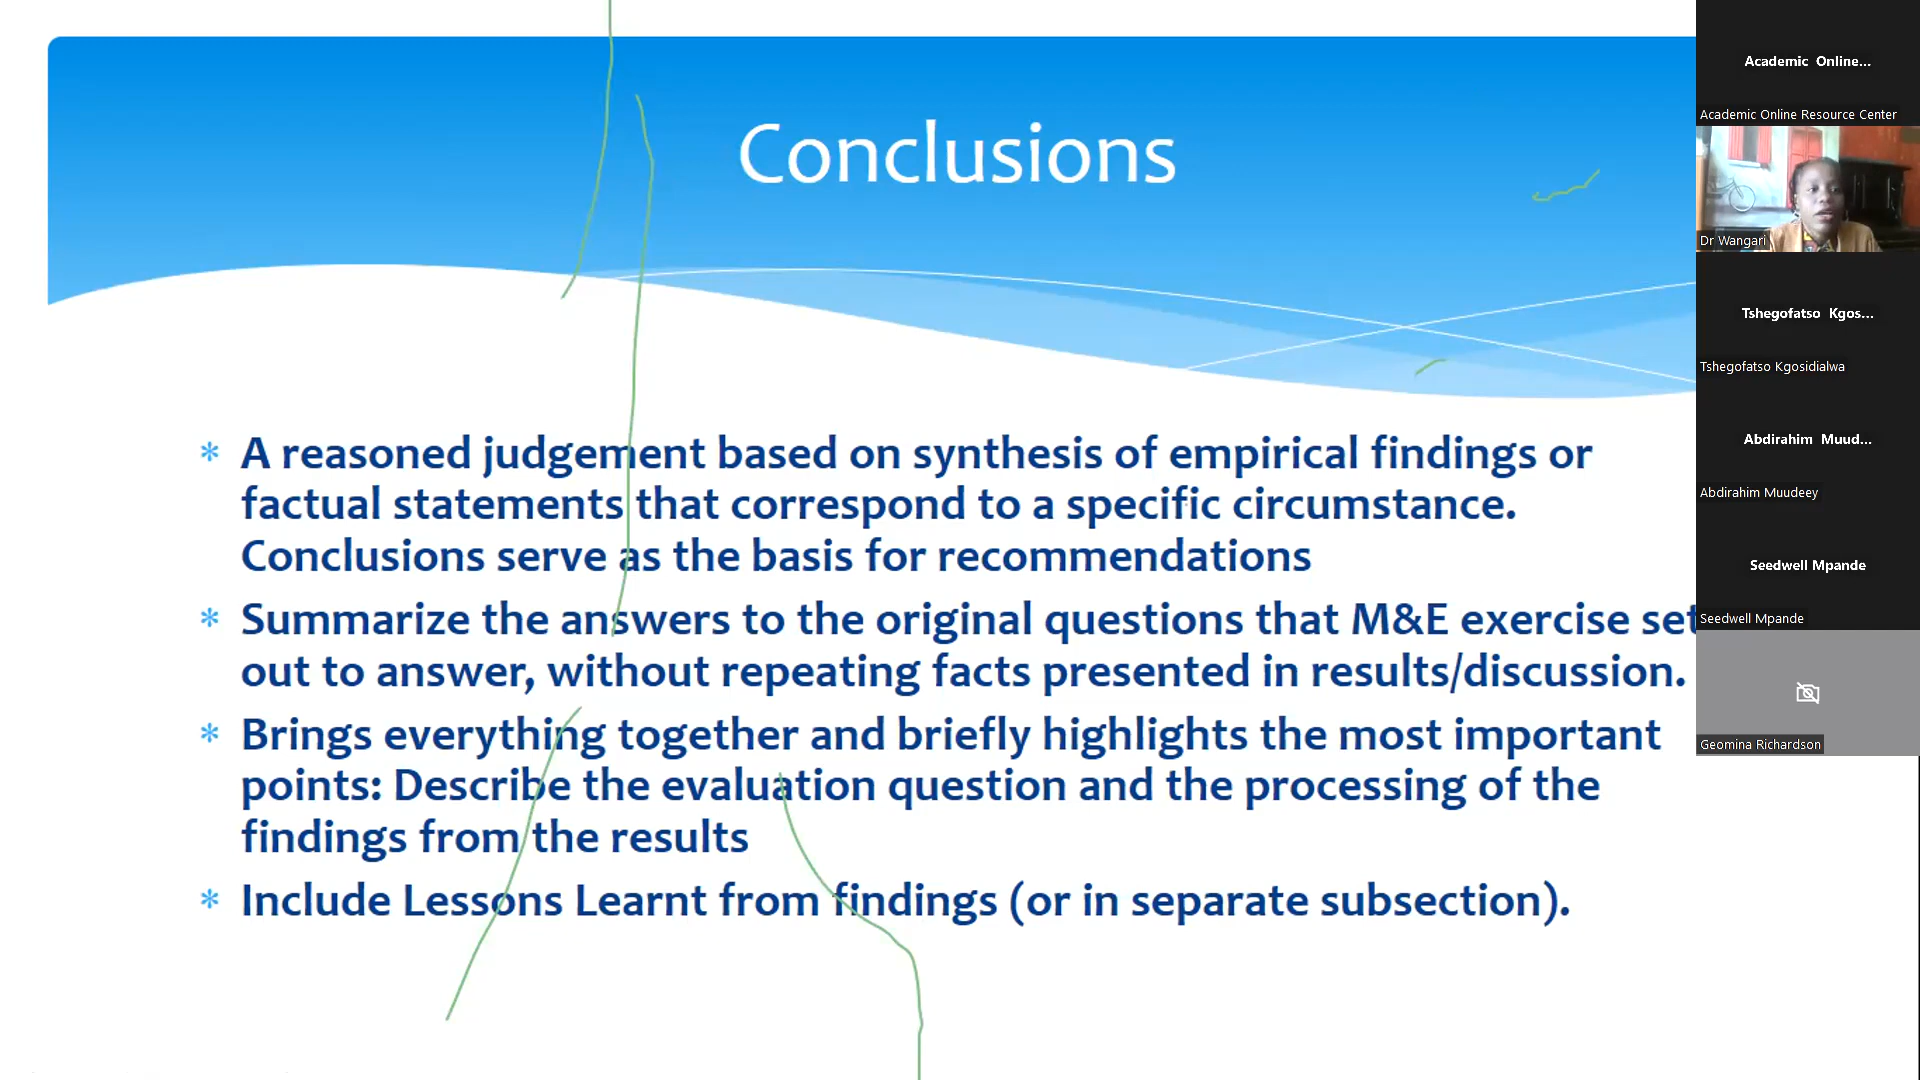 Conclusions
* A reasoned judgement based on synthesis of empirical findings or
factual statements that correspond to a specific circumstance.
Conclusions serve as the basis for recommendations
* Summarize the answers to the original questions that M&E exercise set
out to answer, without repeating facts presented in results/discussion.
* Brings everything together and briefly highlights the most important
points: Describe the evaluation question and the processing of the
findings from the results
* Include Lessons Learnt from findings (or in separate subsection).
Academic Online...
Academic Online Resource Center
Dr Wangari
Tshegofatso Kgos...
Tshegofatso Kgosidialwa
Abdirahim Muud...
Abdirahim Muudeey
Seedwell Mpande
Seedwell Mpande
Geomina Richardson